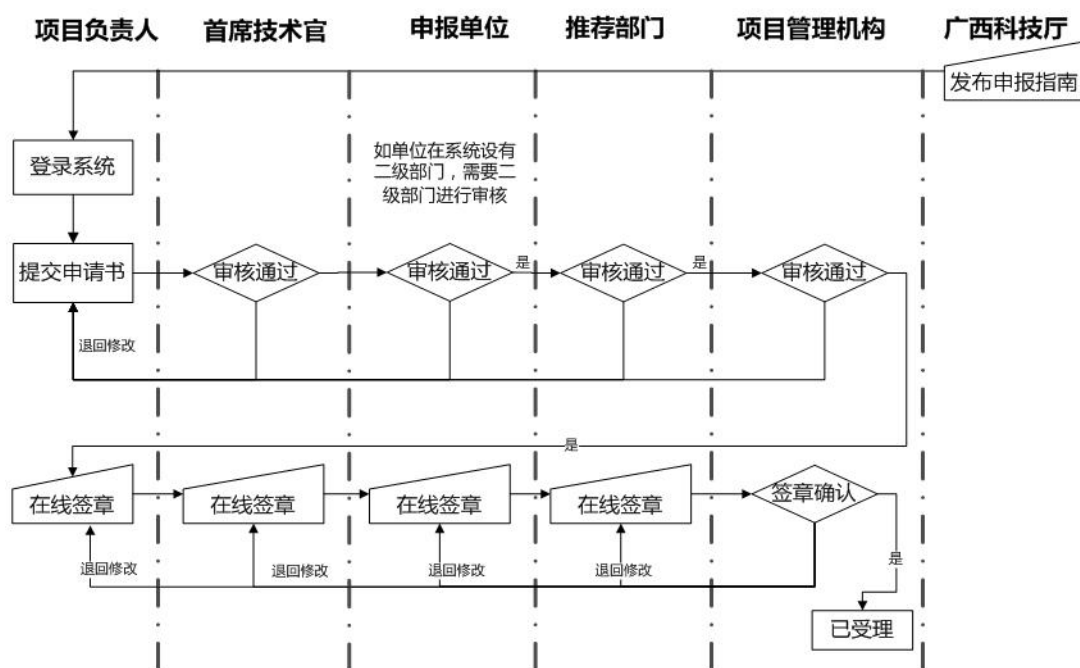 项目负责人
首席技术官
申报单位
推荐部门
项目管理机构
广西科技厅
发布申报指南
登录系统
如单位在系统设有
二级部门，需要二
级部门进行审核
提交申请书
审核通过
审核通过
是
审核通过
是
审核通过
退回修改
是
在线签章
在线签章
在线签章
在线签章
签章确认
退回修改
退回修改
退回修改
退回修改
是
已受理